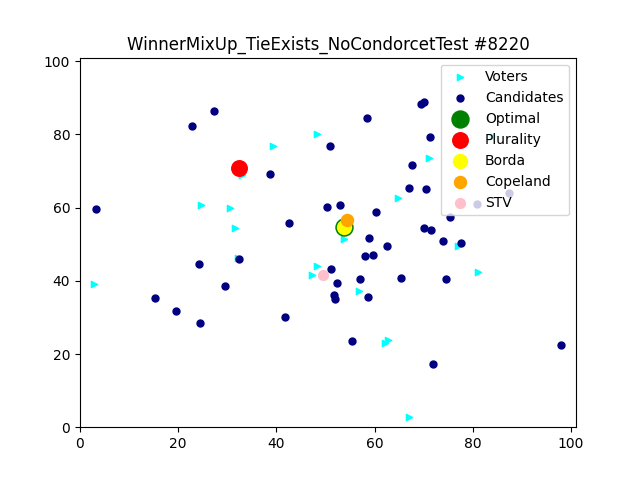 WinnerMixUp_TieExists_NoCondorcetTest #8220
100
80
60
40
20
0
0 20 40 60 80 100
Voters
Candidates
Optimal
Plurality
Borda
Copeland
STV